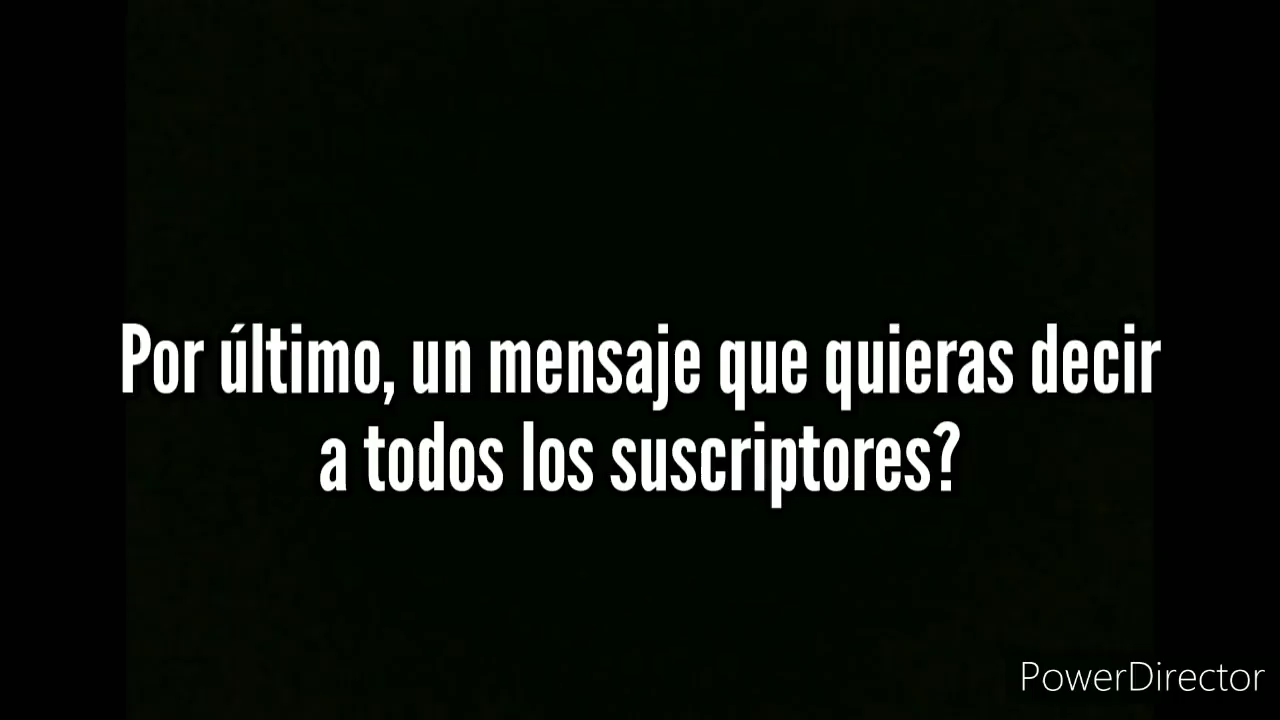 Por último, un mensaje que quieras decir
a todos los suscriptores?
PowerDirector